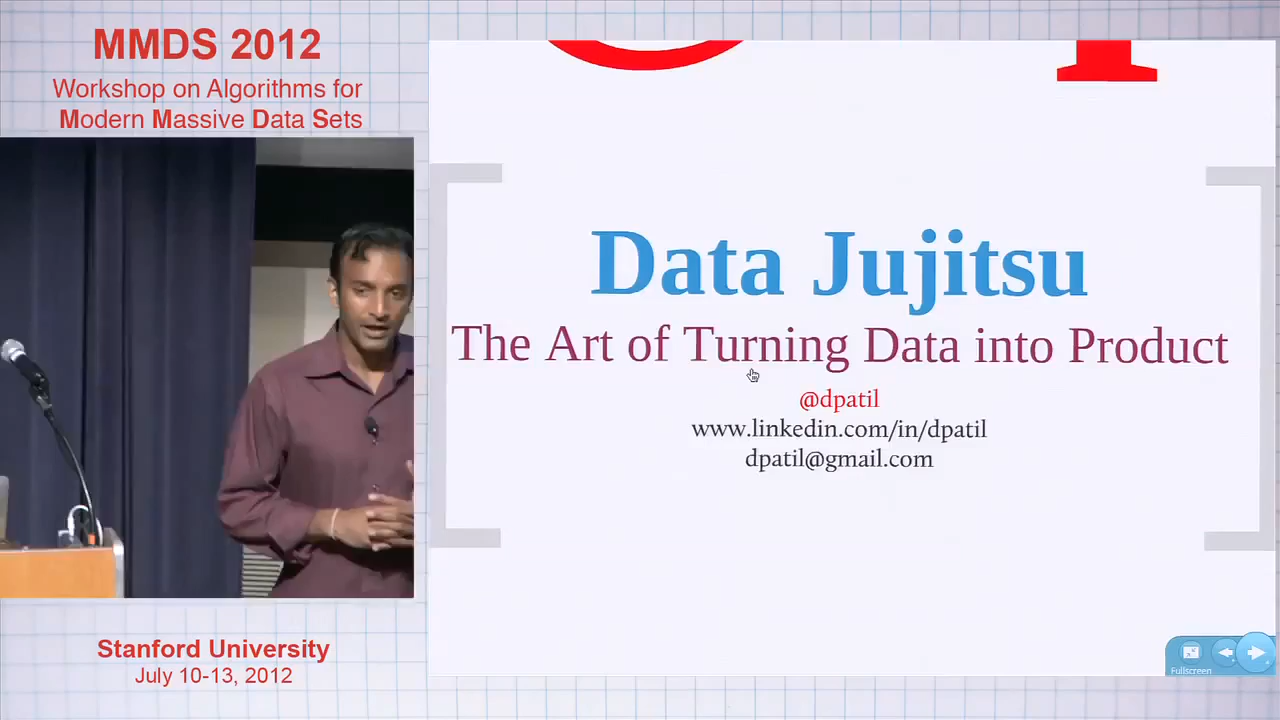 MMDS 2012
Workshop on Algorithms for
Modern Massive Data Sets
Data Jujitsu
The Art of Turning Data into Product
@dpatil
www.linkedin.com/in/dpatil
dpatil@gmail.com
Fullscreen
Stanford University
July 10-13, 2012